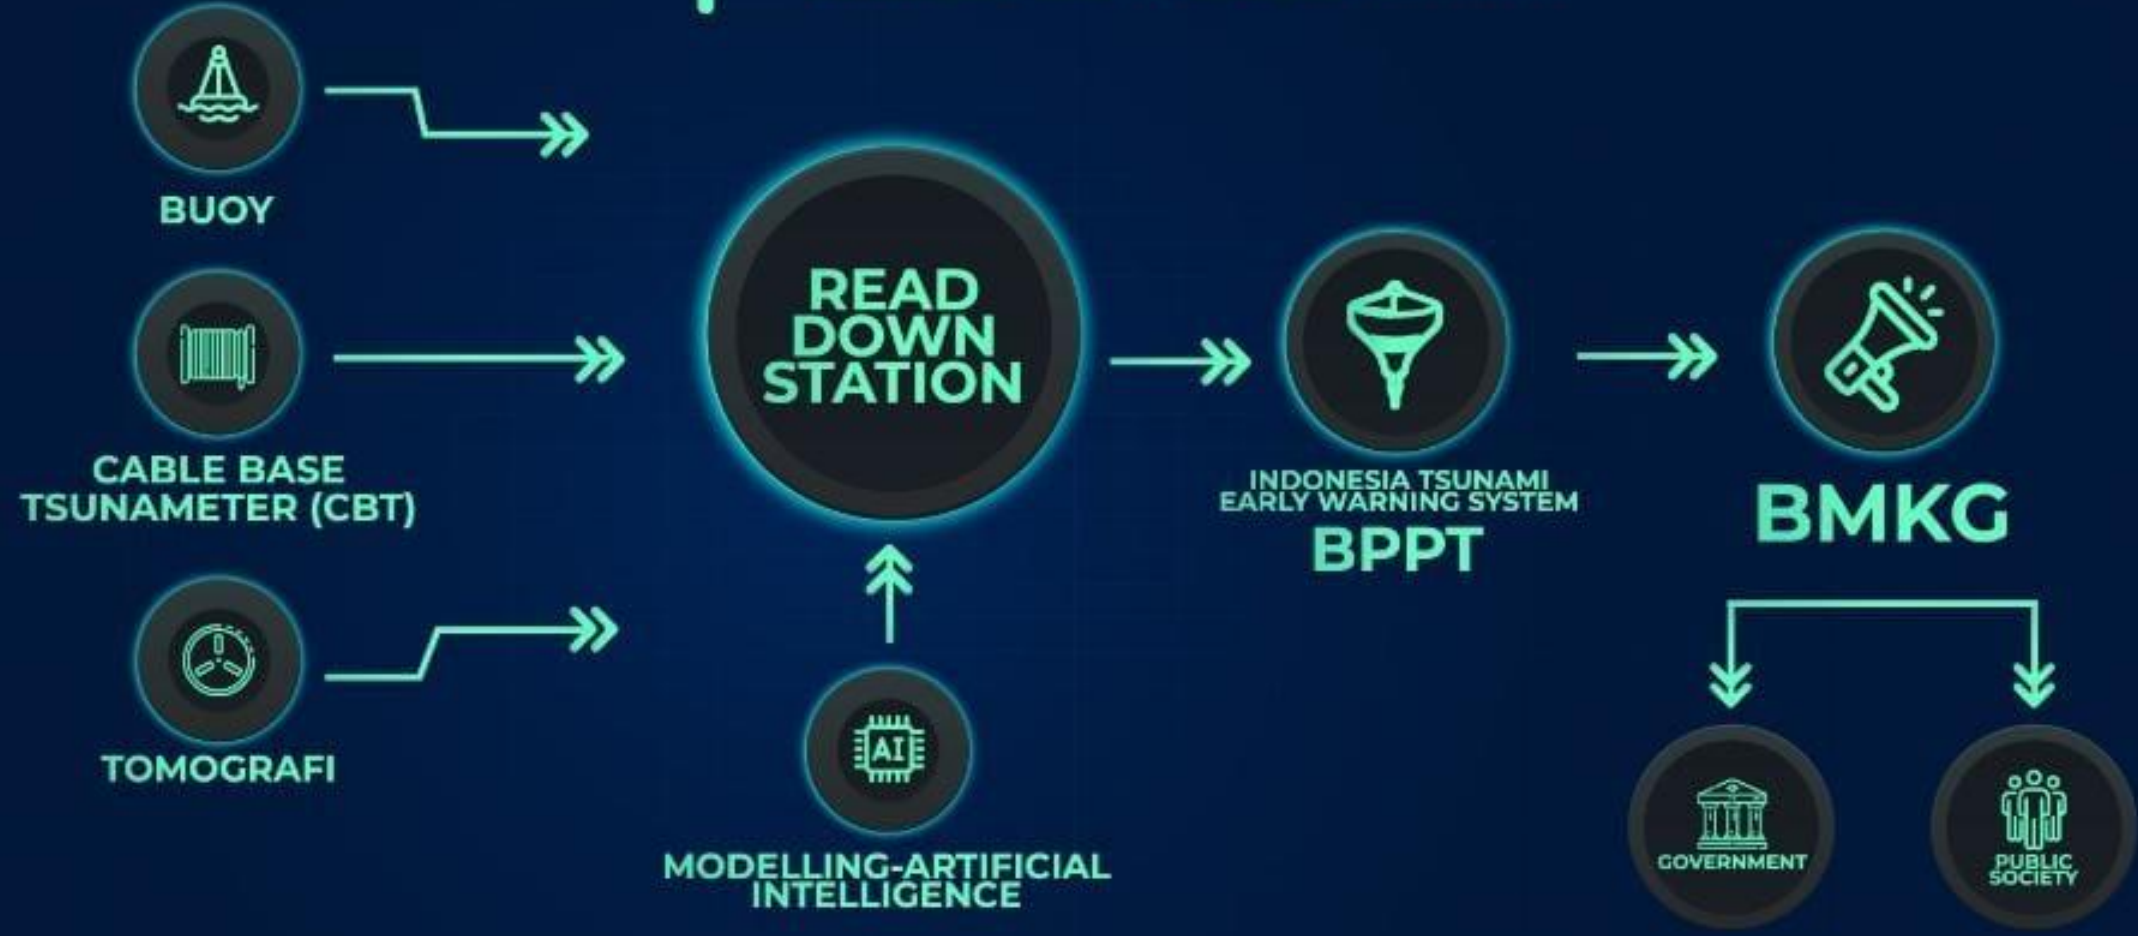 BUOY
CABLE BASE
TSUNAMETER (CBT)
TOMOGRAFI
READ
DOWN
STATION
AI
MODELLING-ARTIFICIAL
INTELLIGENCE
INDONESIA TSUNAMI
EARLY WARNING SYSTEM
BPPT
BMKG
GOVERNMENT
PUBLIC
SOCIETY